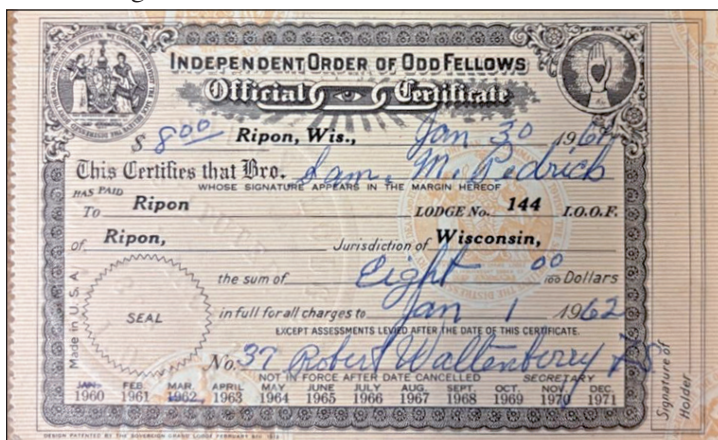 INDEPENDENT ORDER OF ODD FELLOWS
Official Certificate
$ 8.00 Ripon, Wis., Jan 30 1961
This Certifies that Bro. Sam. M. Pedrick
WHOSE SIGNATURE APPEARS IN THE MARGIN HEREOF
HAS PAID
To Ripon LODGE No. 144 I.O.O.F.
of Ripon, Jurisdiction of Wisconsin,
the sum of Eight 00/100 Dollars
SEAL
in full for all charges to Jan 1 1962
EXCEPT ASSESSMENTS LEVIED AFTER THE DATE OF THIS CERTIFICATE.
No. 37 Robert Waltenberry
NOT IN FORCE AFTER DATE CANCELLED SECRETARY
JAN. FEB. MAR. APRIL MAY JUNE JULY AUG. SEPT. OCT. NOV. DEC.
1960 1961 1962 1963 1964 1965 1966 1967 1968 1969 1970 1971
Made in U.S.A.
Signature of Holder